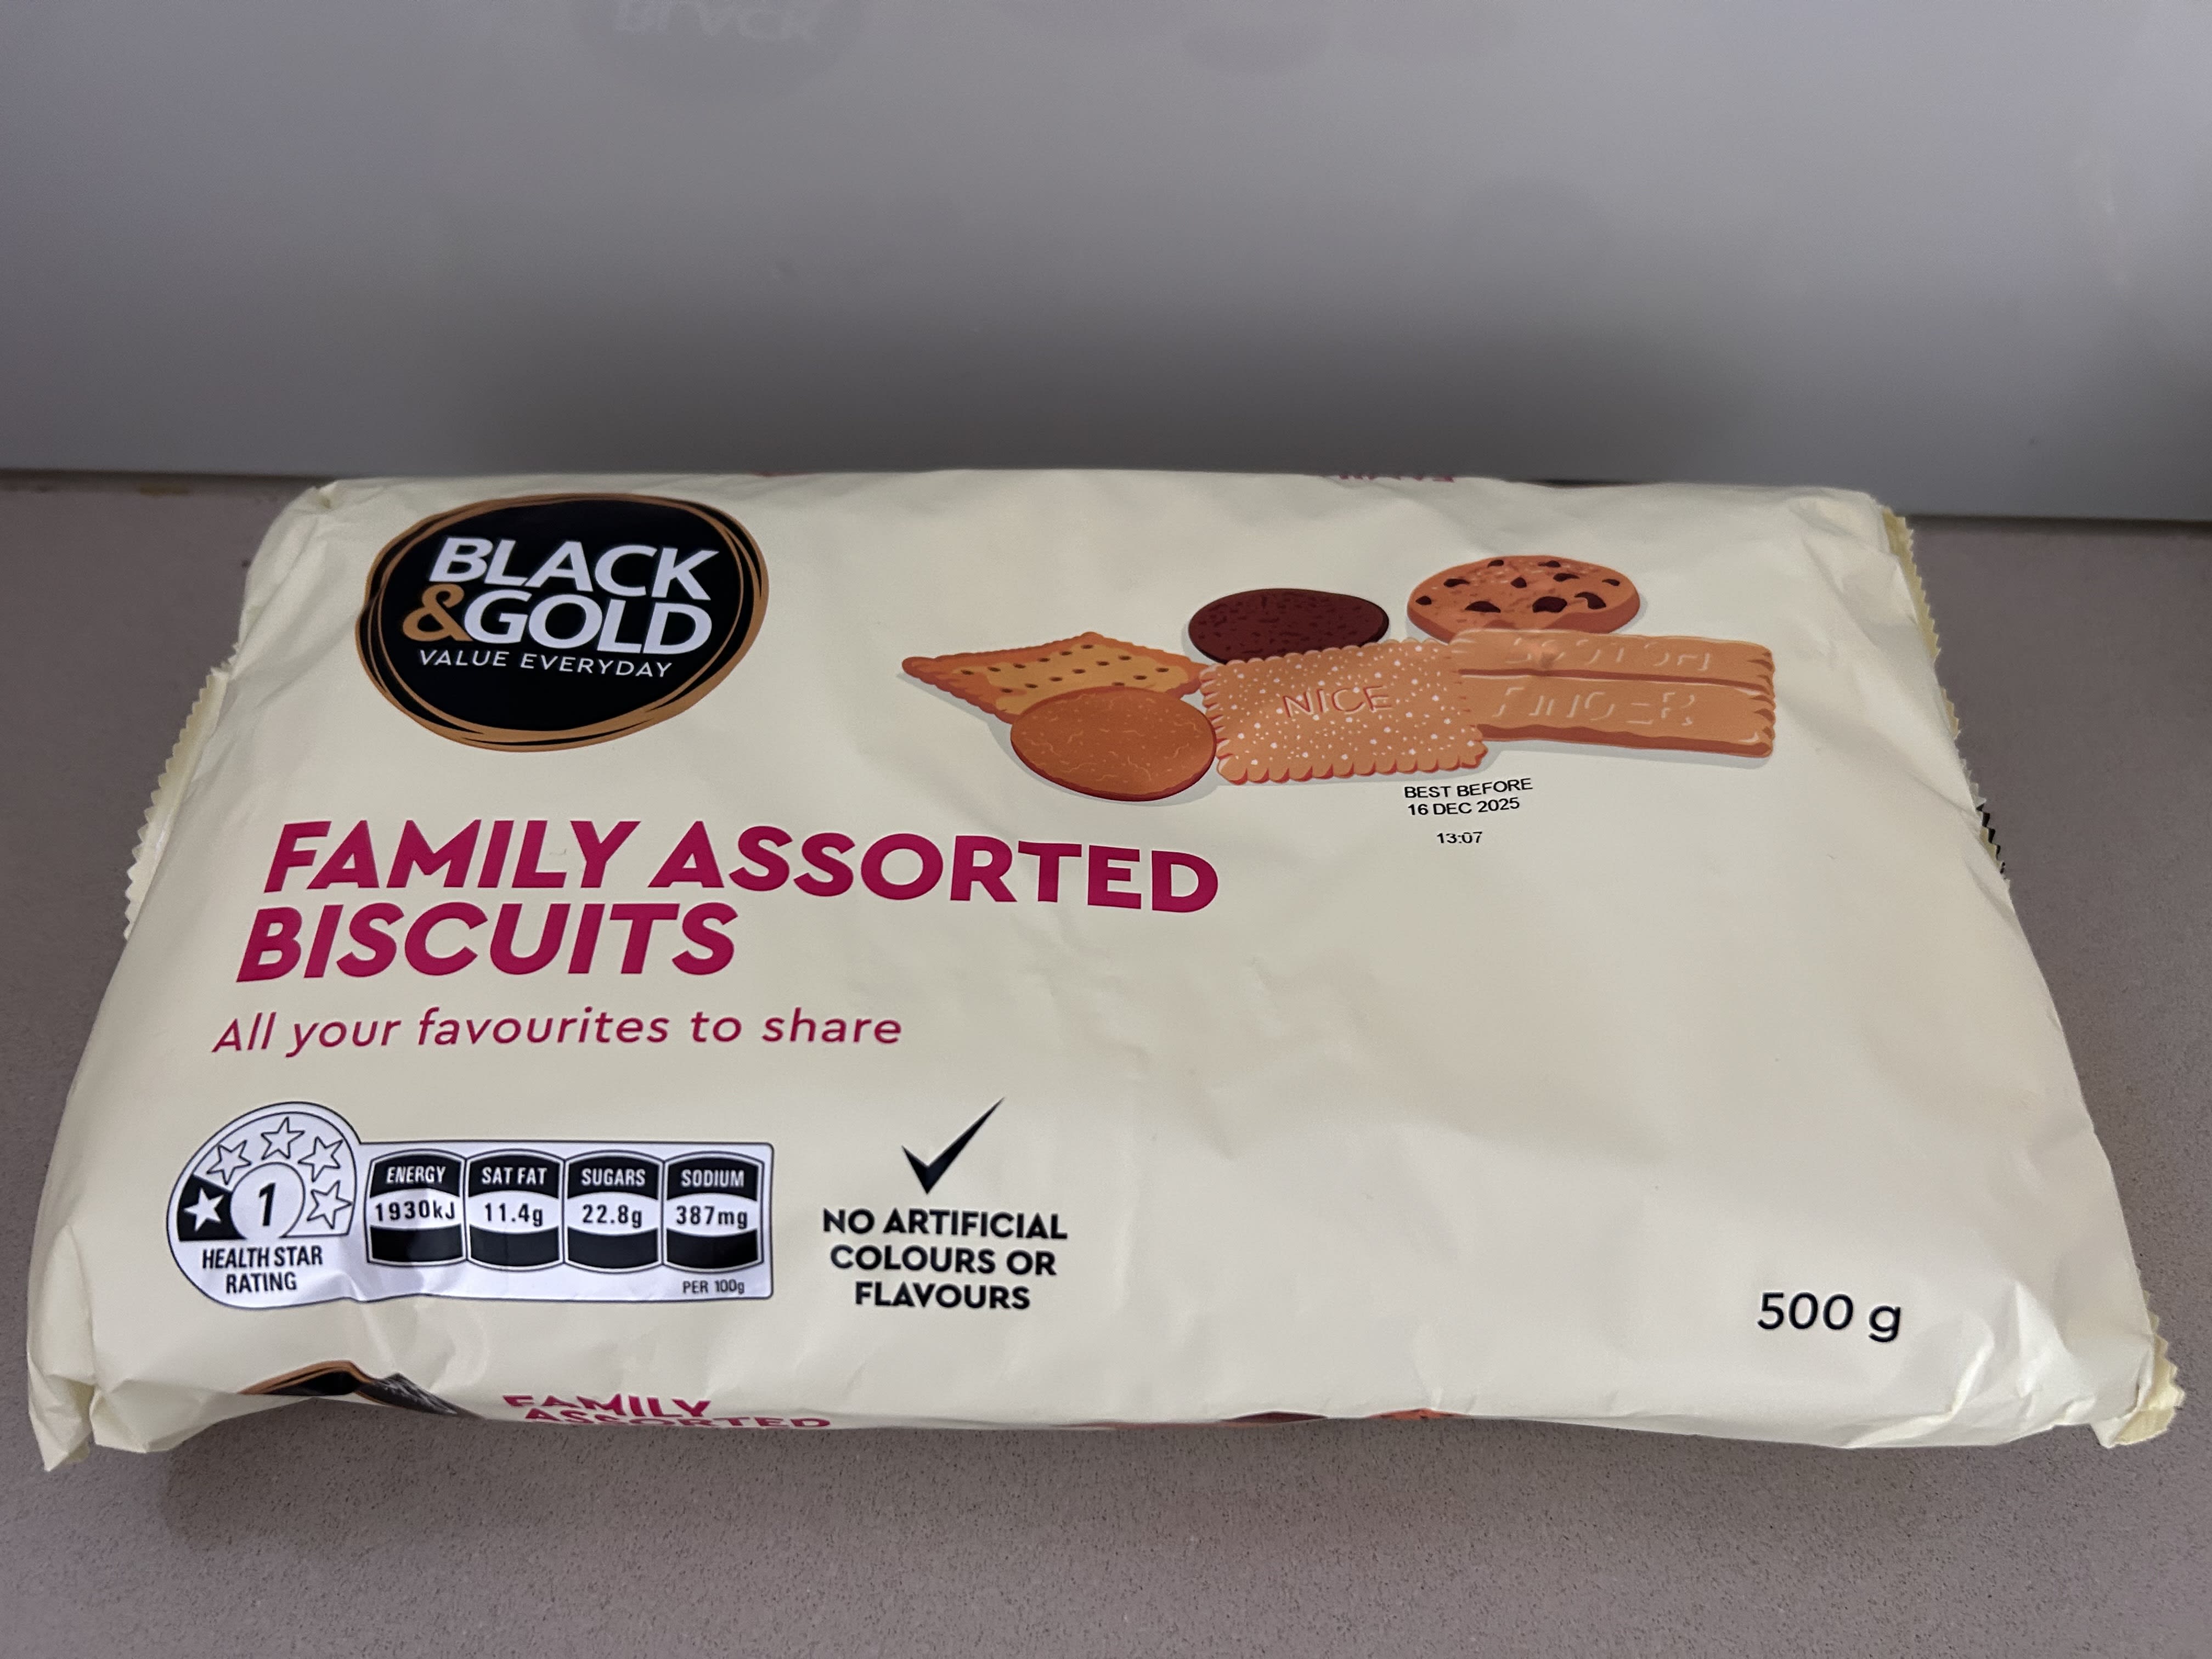 BLACK
&GOLD
VALUE EVERYDAY
NICE
FINGER
BEST BEFORE
16 DEC 2025
13:07
FAMILY ASSORTED
BISCUITS
All your favourites to share
1
HEALTH STAR
RATING
ENERGY
1930kJ
SAT FAT
11.4g
SUGARS
22.8g
SODIUM
387mg
PER 100g
NO ARTIFICIAL
COLOURS OR
FLAVOURS
500 g
FAMILY
ASSORTED